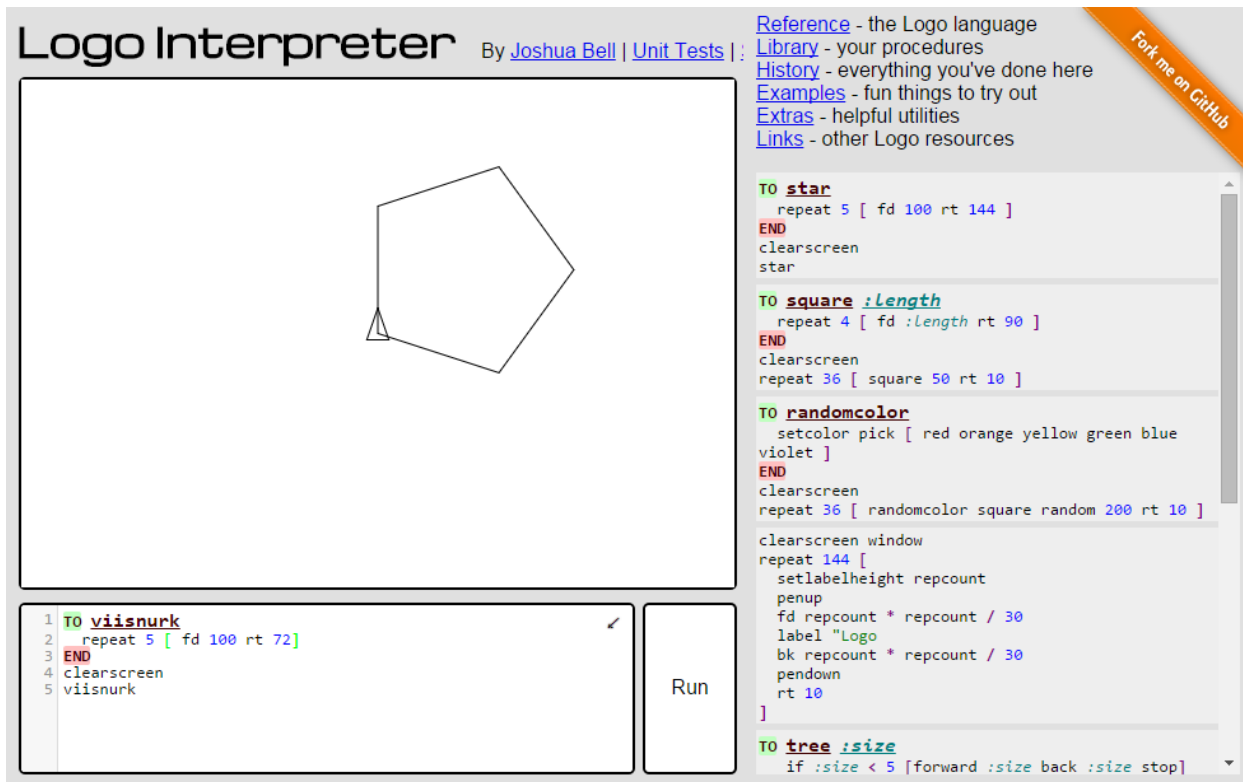 Logo Interpreter By Joshua Bell | Unit Tests |
Reference - the Logo language
Library - your procedures
History - everything you've done here
Examples - fun things to try out
Extras - helpful utilities
Links - other Logo resources
Fork me on GitHub
TO star
repeat 5 [ fd 100 rt 144 ]
END
clearscreen
star
TO square :length
repeat 4 [ fd :length rt 90 ]
END
clearscreen
repeat 36 [ square 50 rt 10 ]
TO randomcolor
setcolor pick [ red orange yellow green blue
violet ]
END
clearscreen
repeat 36 [ randomcolor square random 200 rt 10 ]
clearscreen window
repeat 144 [
setlabelheight repcount
penup
fd repcount * repcount / 30
label "Logo
bk repcount * repcount / 30
pendown
rt 10
]
TO tree :size
if :size < 5 [forward :size back :size stop]
1 TO viisnurk
2 repeat 5 [ fd 100 rt 72]
3 END
4 clearscreen
5 viisnurk
Run